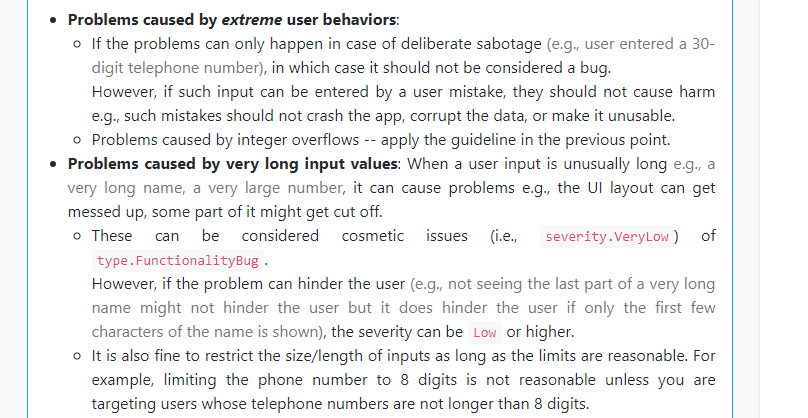 Problems caused by extreme user behaviors:
If the problems can only happen in case of deliberate sabotage (e.g., user entered a 30-
digit telephone number), in which case it should not be considered a bug.
However, if such input can be entered by a user mistake, they should not cause harm
e.g., such mistakes should not crash the app, corrupt the data, or make it unusable.
Problems caused by integer overflows -- apply the guideline in the previous point.
Problems caused by very long input values: When a user input is unusually long e.g., a
very long name, a very large number, it can cause problems e.g., the UI layout can get
messed up, some part of it might get cut off.
These can be considered cosmetic issues (i.e., severity.VeryLow ) of
type.FunctionalityBug .
However, if the problem can hinder the user (e.g., not seeing the last part of a very long
name might not hinder the user but it does hinder the user if only the first few
characters of the name is shown), the severity can be Low or higher.
It is also fine to restrict the size/length of inputs as long as the limits are reasonable. For
example, limiting the phone number to 8 digits is not reasonable unless you are
targeting users whose telephone numbers are not longer than 8 digits.